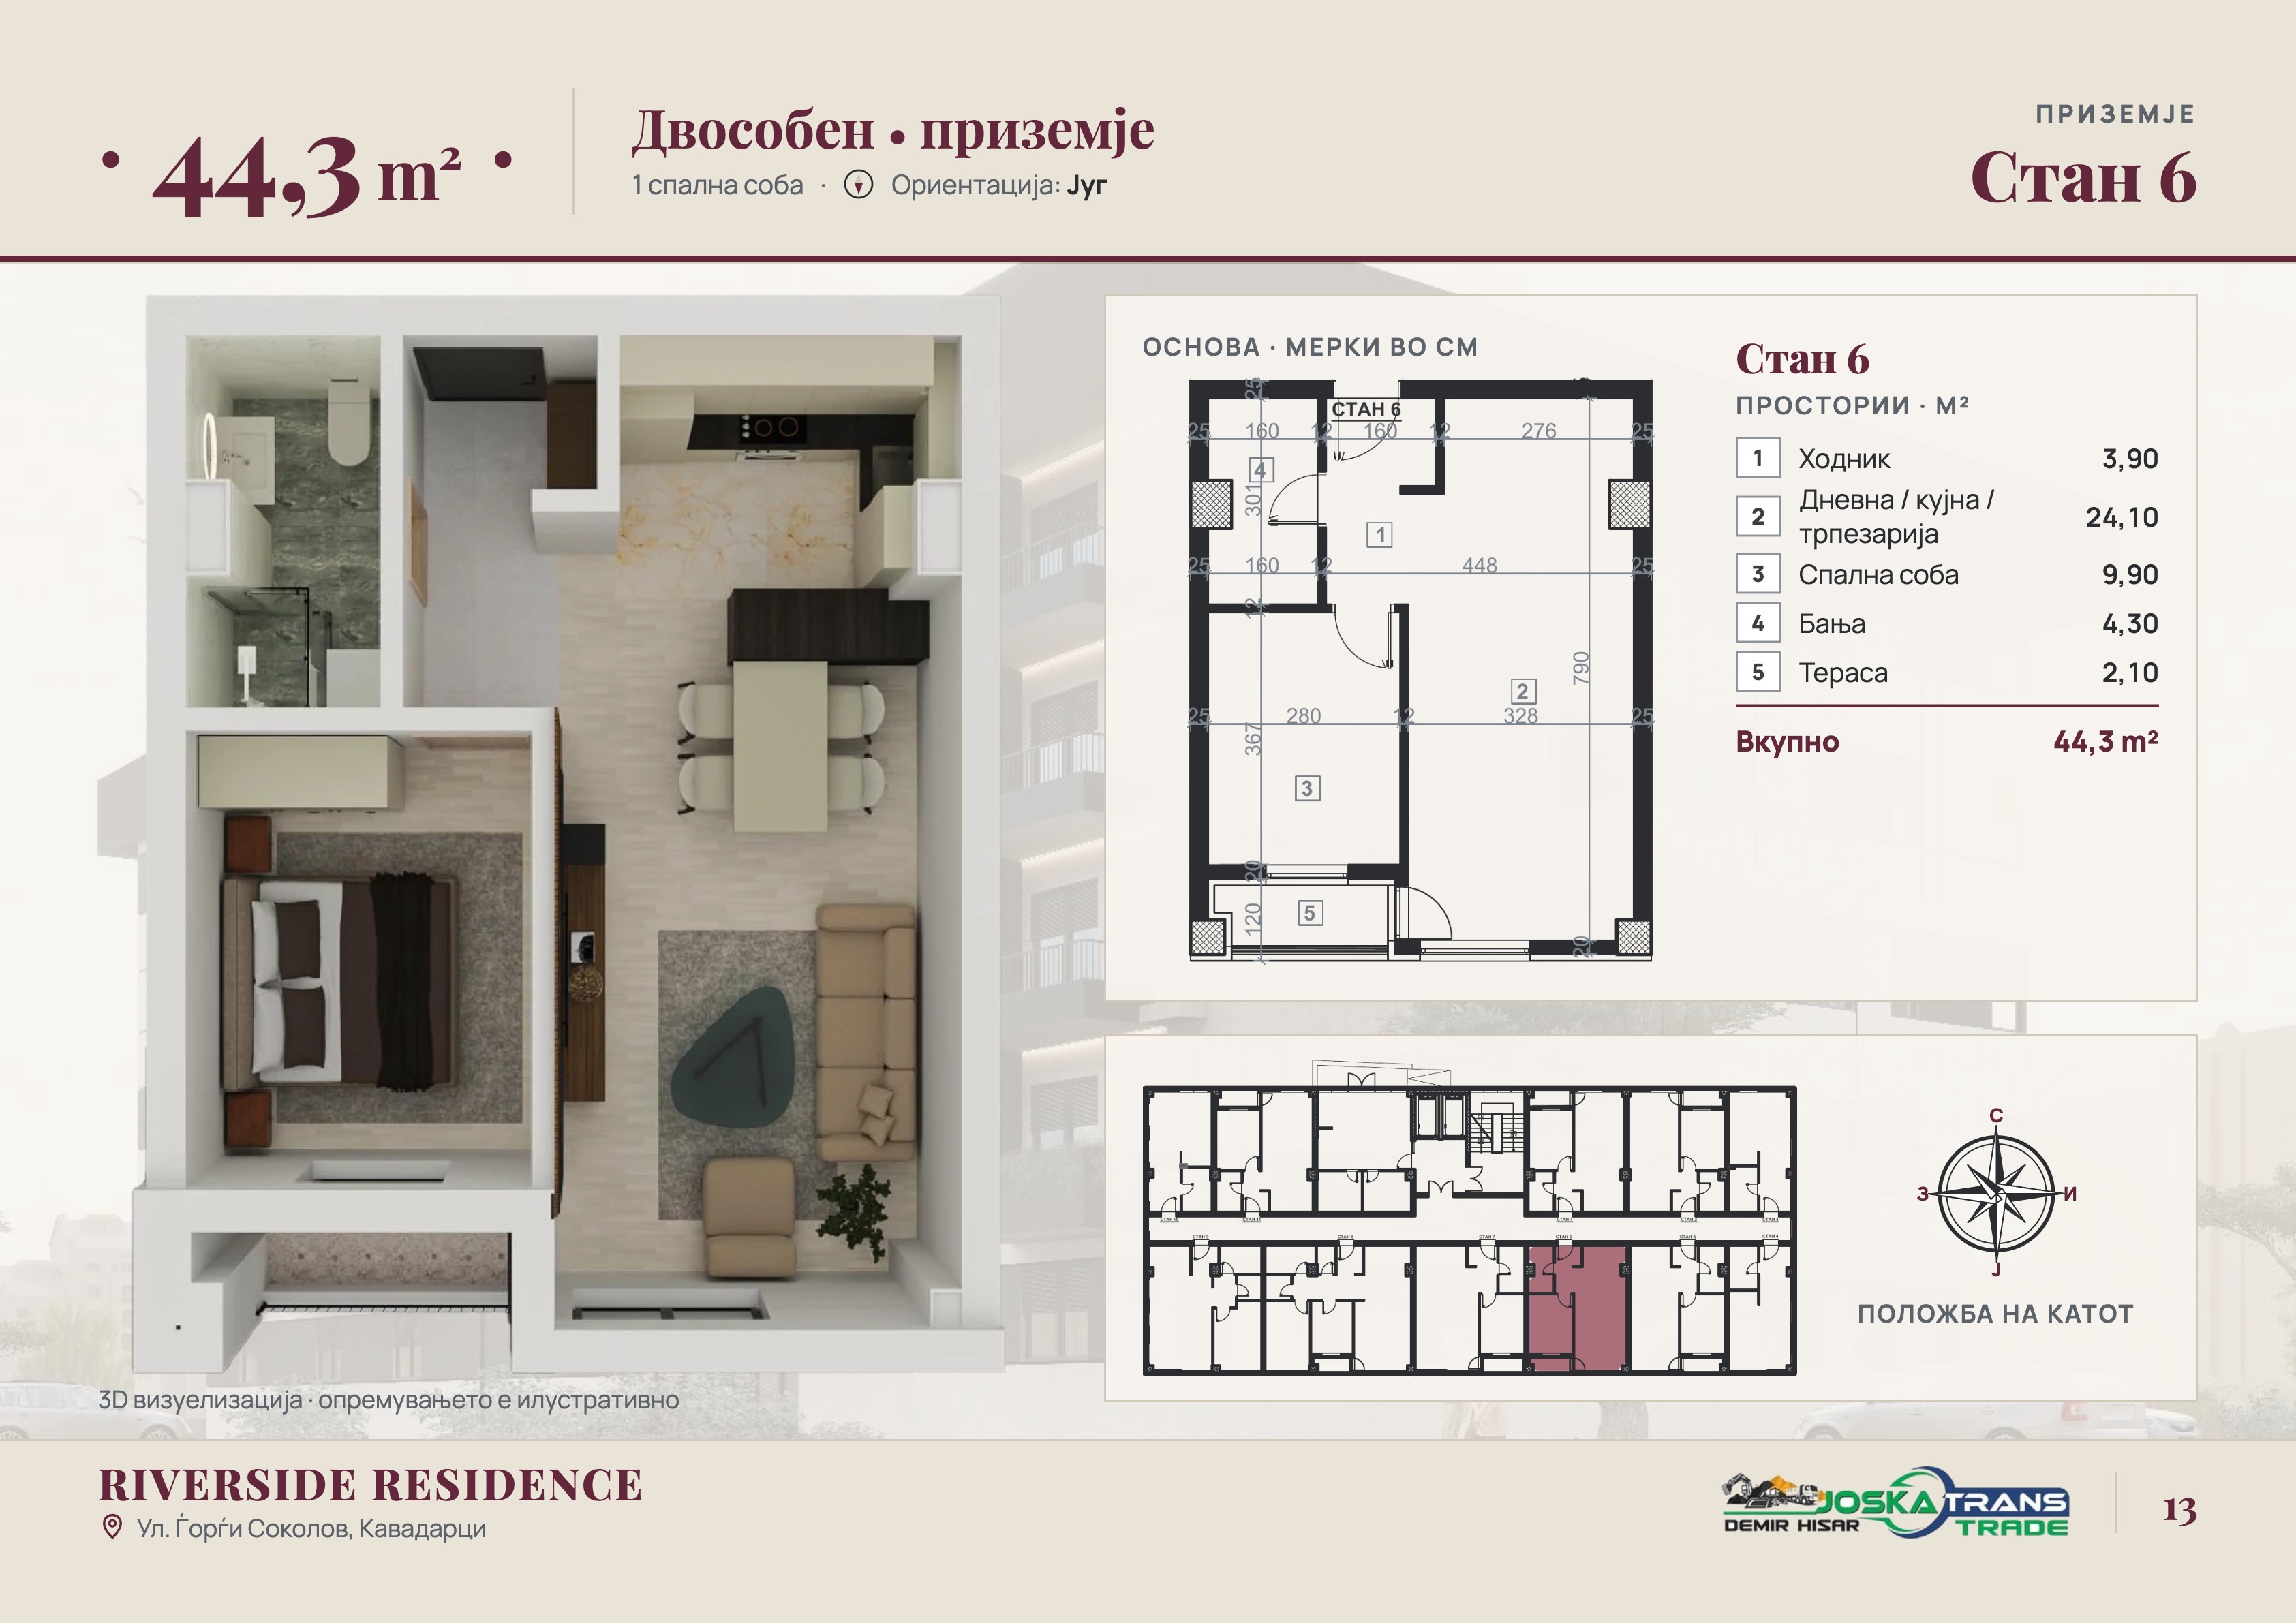 44,3 m²
Двособен • приземје
1 спална соба · Ориентација: Југ
ПРИЗЕМЈЕ
Стан 6
ОСНОВА · МЕРКИ ВО СМ
СТАН 6
25
25 160 12 160 12 276 25
4
301
1
25 160 12 448 25
12
790
2
25 280 12 328 25
367
3
20
5
120
20
Стан 6
ПРОСТОРИИ · М²
1 Ходник 3,90
2 Дневна / кујна / трпезарија 24,10
3 Спална соба 9,90
4 Бања 4,30
5 Тераса 2,10
Вкупно 44,3 m²
С
З И
Ј
ПОЛОЖБА НА КАТОТ
3D визуелизација · опремувањето е илустративно
RIVERSIDE RESIDENCE
Ул. Ѓорѓи Соколов, Кавадарци
JOSKA TRANS
DEMIR HISAR TRADE
13